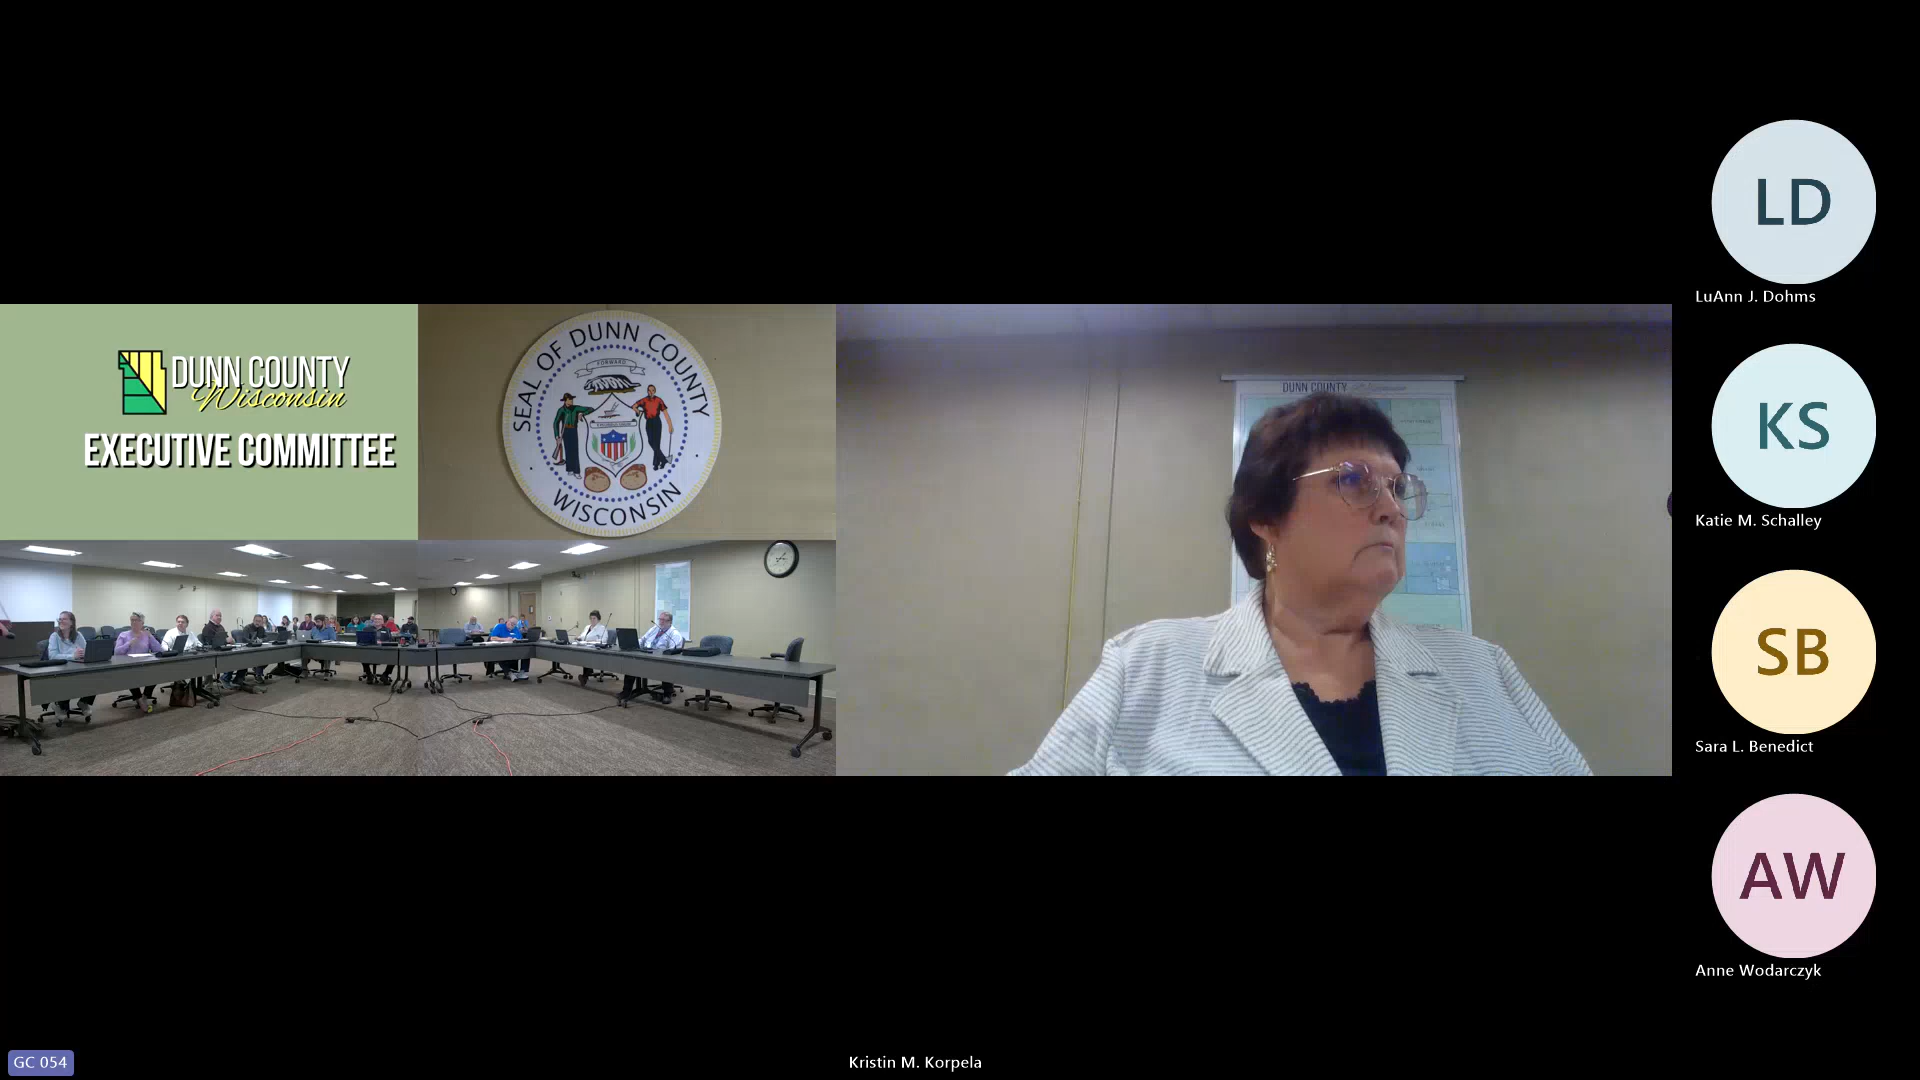 DUNN COUNTY
Wisconsin
EXECUTIVE COMMITTEE
SEAL OF DUNN COUNTY
FORWARD
WISCONSIN
DUNN COUNTY
LD
LuAnn J. Dohms
KS
Katie M. Schalley
SB
Sara L. Benedict
AW
Anne Wodarczyk
GC 054
Kristin M. Korpela